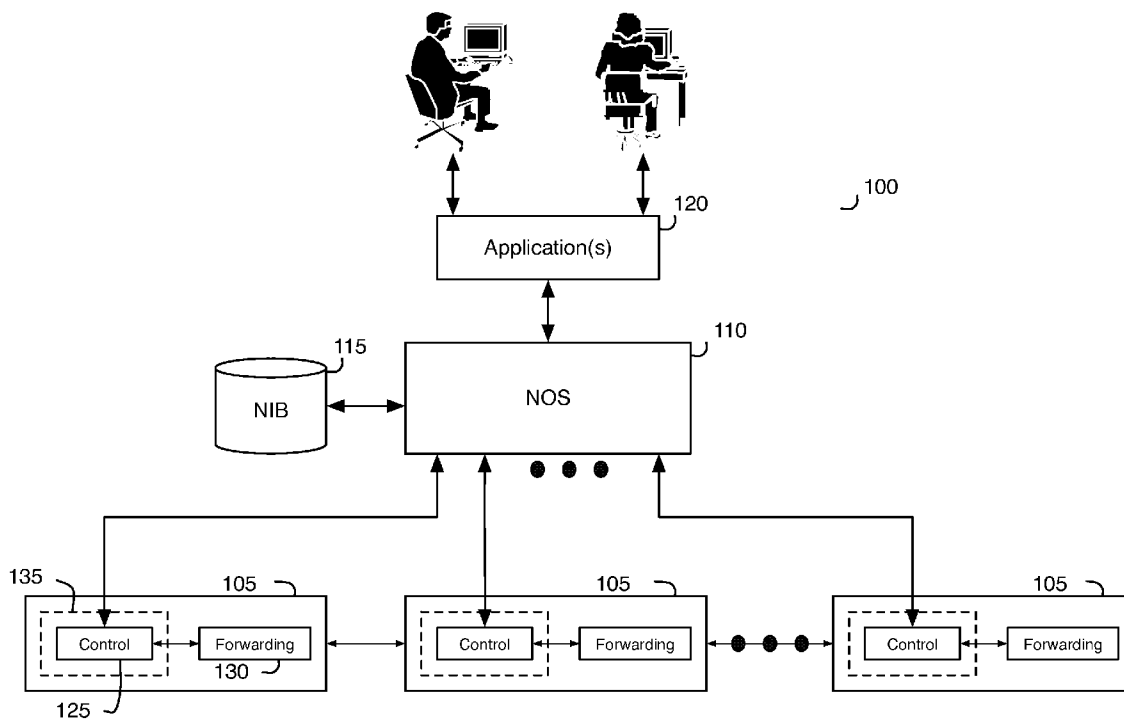 100
120
Application(s)
110
115
NIB
NOS
135
105
105
105
Control
Forwarding
Control
Forwarding
Control
Forwarding
130
125